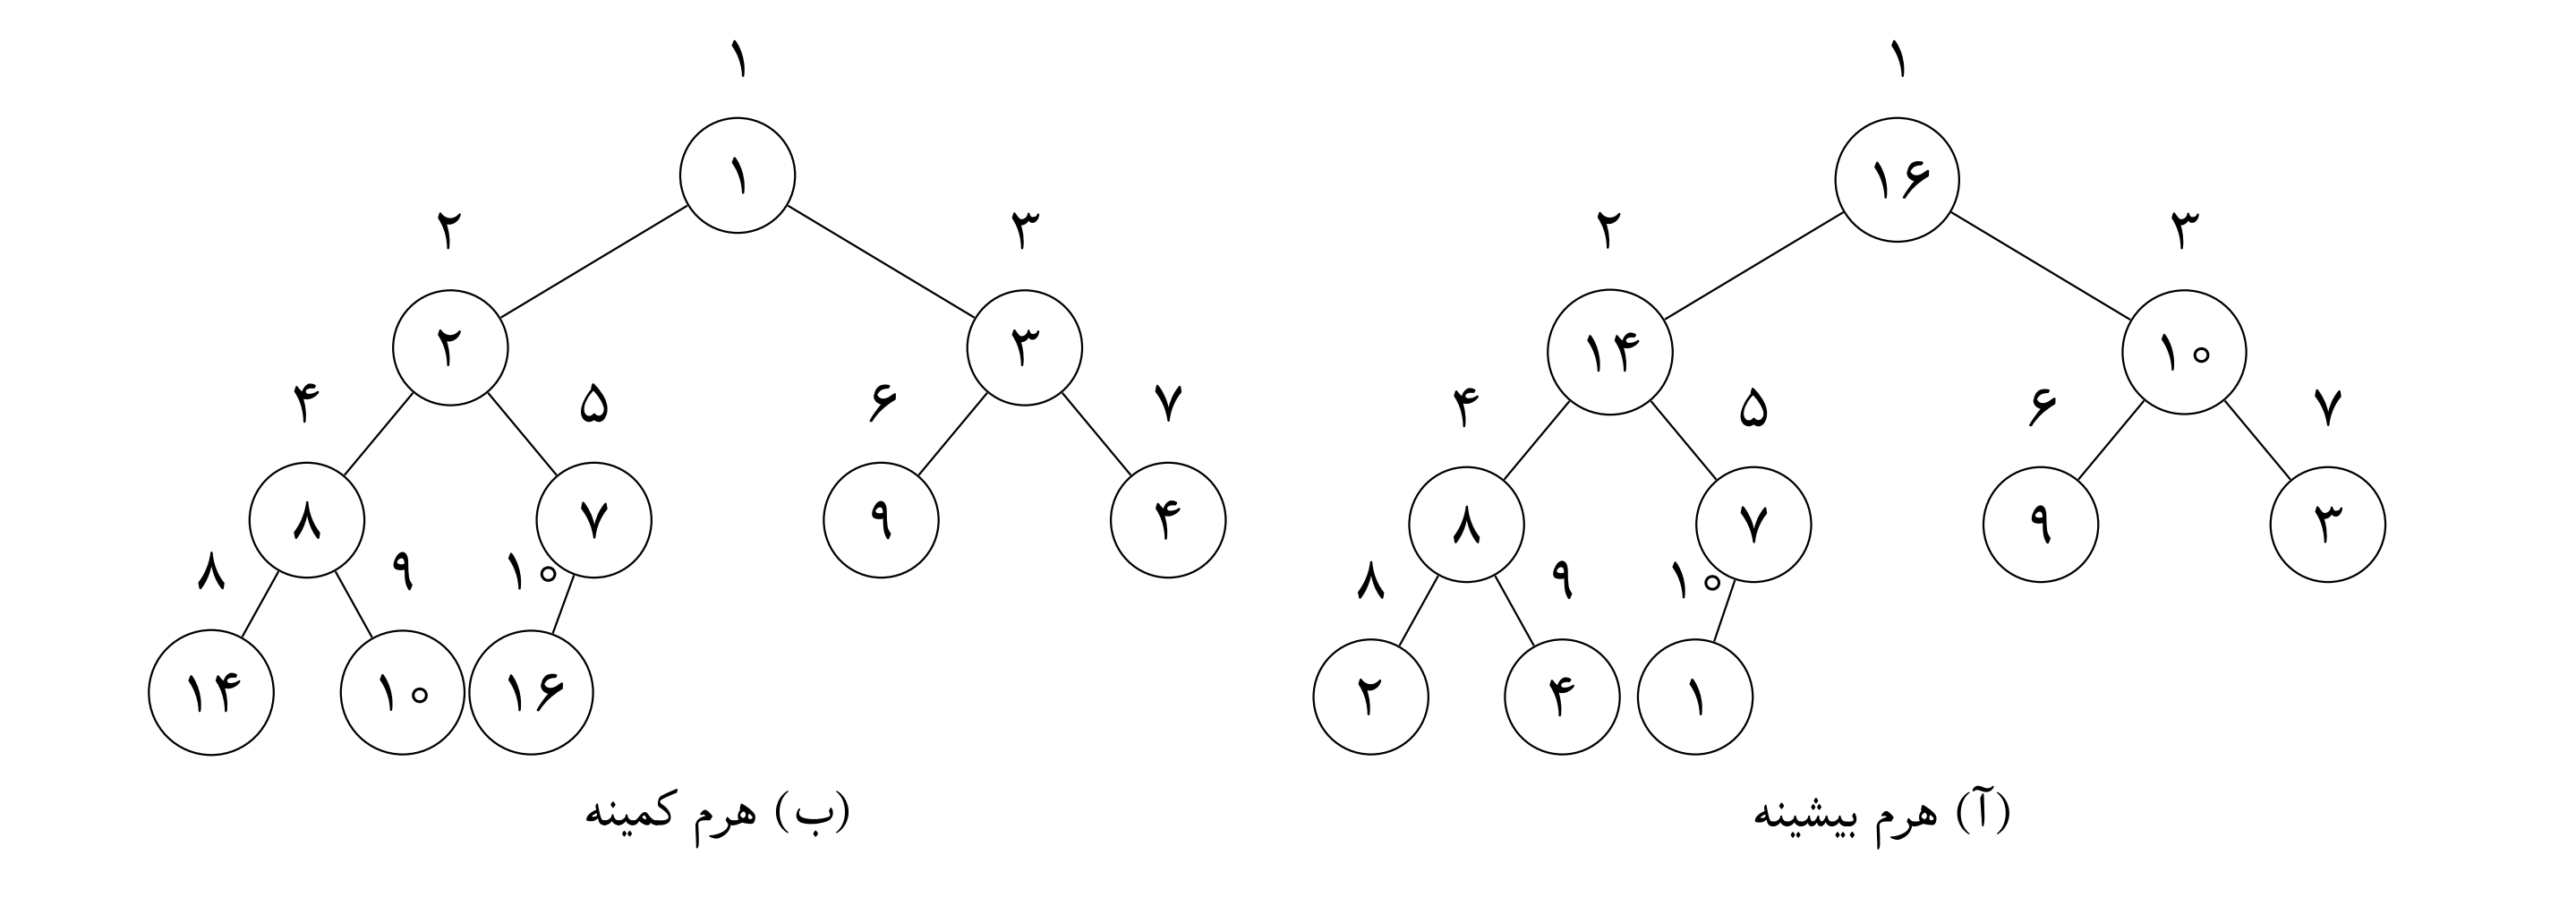 ۱ ۱
۱ ۱۶
۲ ۳ ۲ ۳
۲ ۳ ۱۴ ۱۰
۴ ۵ ۶ ۷ ۴ ۵ ۶ ۷
۸ ۷ ۹ ۴ ۸ ۷ ۹ ۳
۸ ۹ ۱۰ ۸ ۹ ۱۰
۱۴ ۱۰ ۱۶ ۲ ۴ ۱
(آ) هرم بیشینه
(ب) هرم کمینه